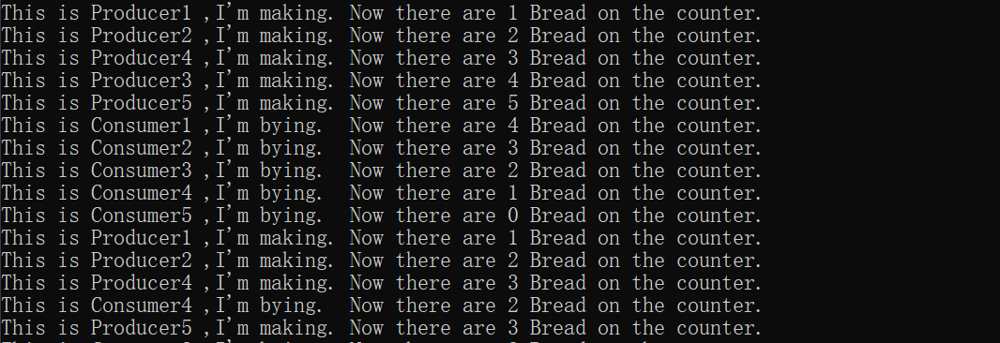 This is Producer1 ,I'm making. Now there are 1 Bread on the counter.
This is Producer2 ,I'm making. Now there are 2 Bread on the counter.
This is Producer4 ,I'm making. Now there are 3 Bread on the counter.
This is Producer3 ,I'm making. Now there are 4 Bread on the counter.
This is Producer5 ,I'm making. Now there are 5 Bread on the counter.
This is Consumer1 ,I'm bying.  Now there are 4 Bread on the counter.
This is Consumer2 ,I'm bying.  Now there are 3 Bread on the counter.
This is Consumer3 ,I'm bying.  Now there are 2 Bread on the counter.
This is Consumer4 ,I'm bying.  Now there are 1 Bread on the counter.
This is Consumer5 ,I'm bying.  Now there are 0 Bread on the counter.
This is Producer1 ,I'm making. Now there are 1 Bread on the counter.
This is Producer2 ,I'm making. Now there are 2 Bread on the counter.
This is Producer4 ,I'm making. Now there are 3 Bread on the counter.
This is Consumer4 ,I'm bying.  Now there are 2 Bread on the counter.
This is Producer5 ,I'm making. Now there are 3 Bread on the counter.